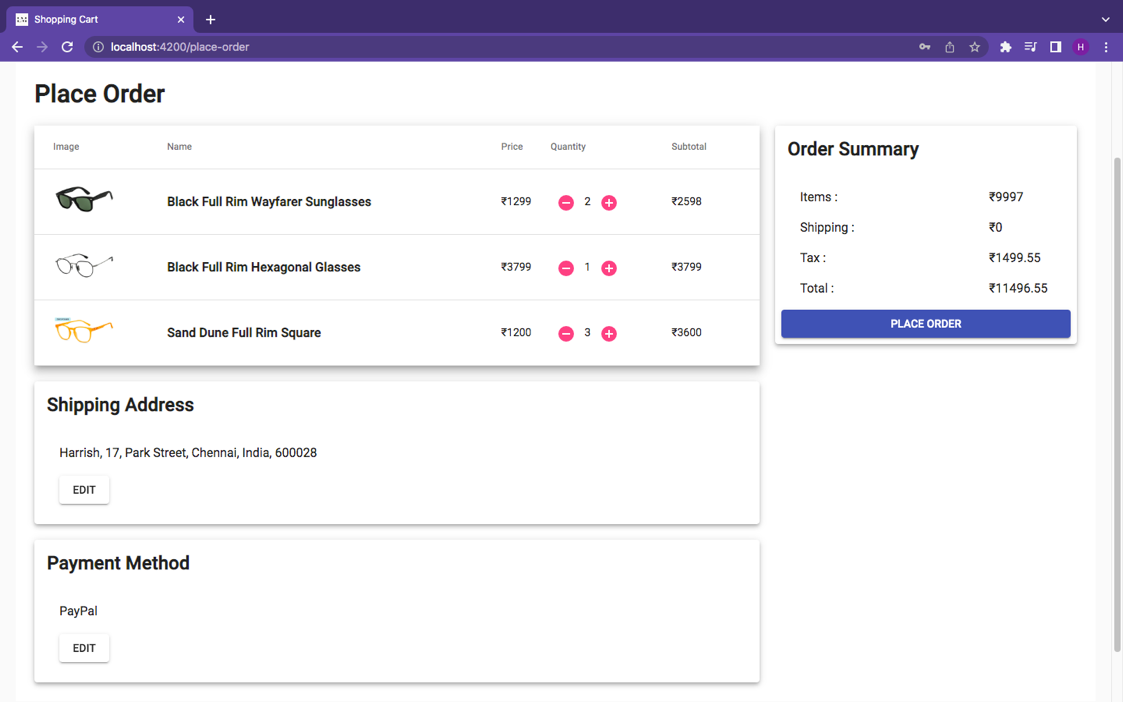 Shopping Cart
localhost:4200/place-order
H
Place Order
Image Name Price Quantity Subtotal
Black Full Rim Wayfarer Sunglasses ₹1299 2 ₹2598
Black Full Rim Hexagonal Glasses ₹3799 1 ₹3799
Sand Dune Full Rim Square ₹1200 3 ₹3600
Order Summary
Items : ₹9997
Shipping : ₹0
Tax : ₹1499.55
Total : ₹11496.55
PLACE ORDER
Shipping Address
Harrish, 17, Park Street, Chennai, India, 600028
EDIT
Payment Method
PayPal
EDIT